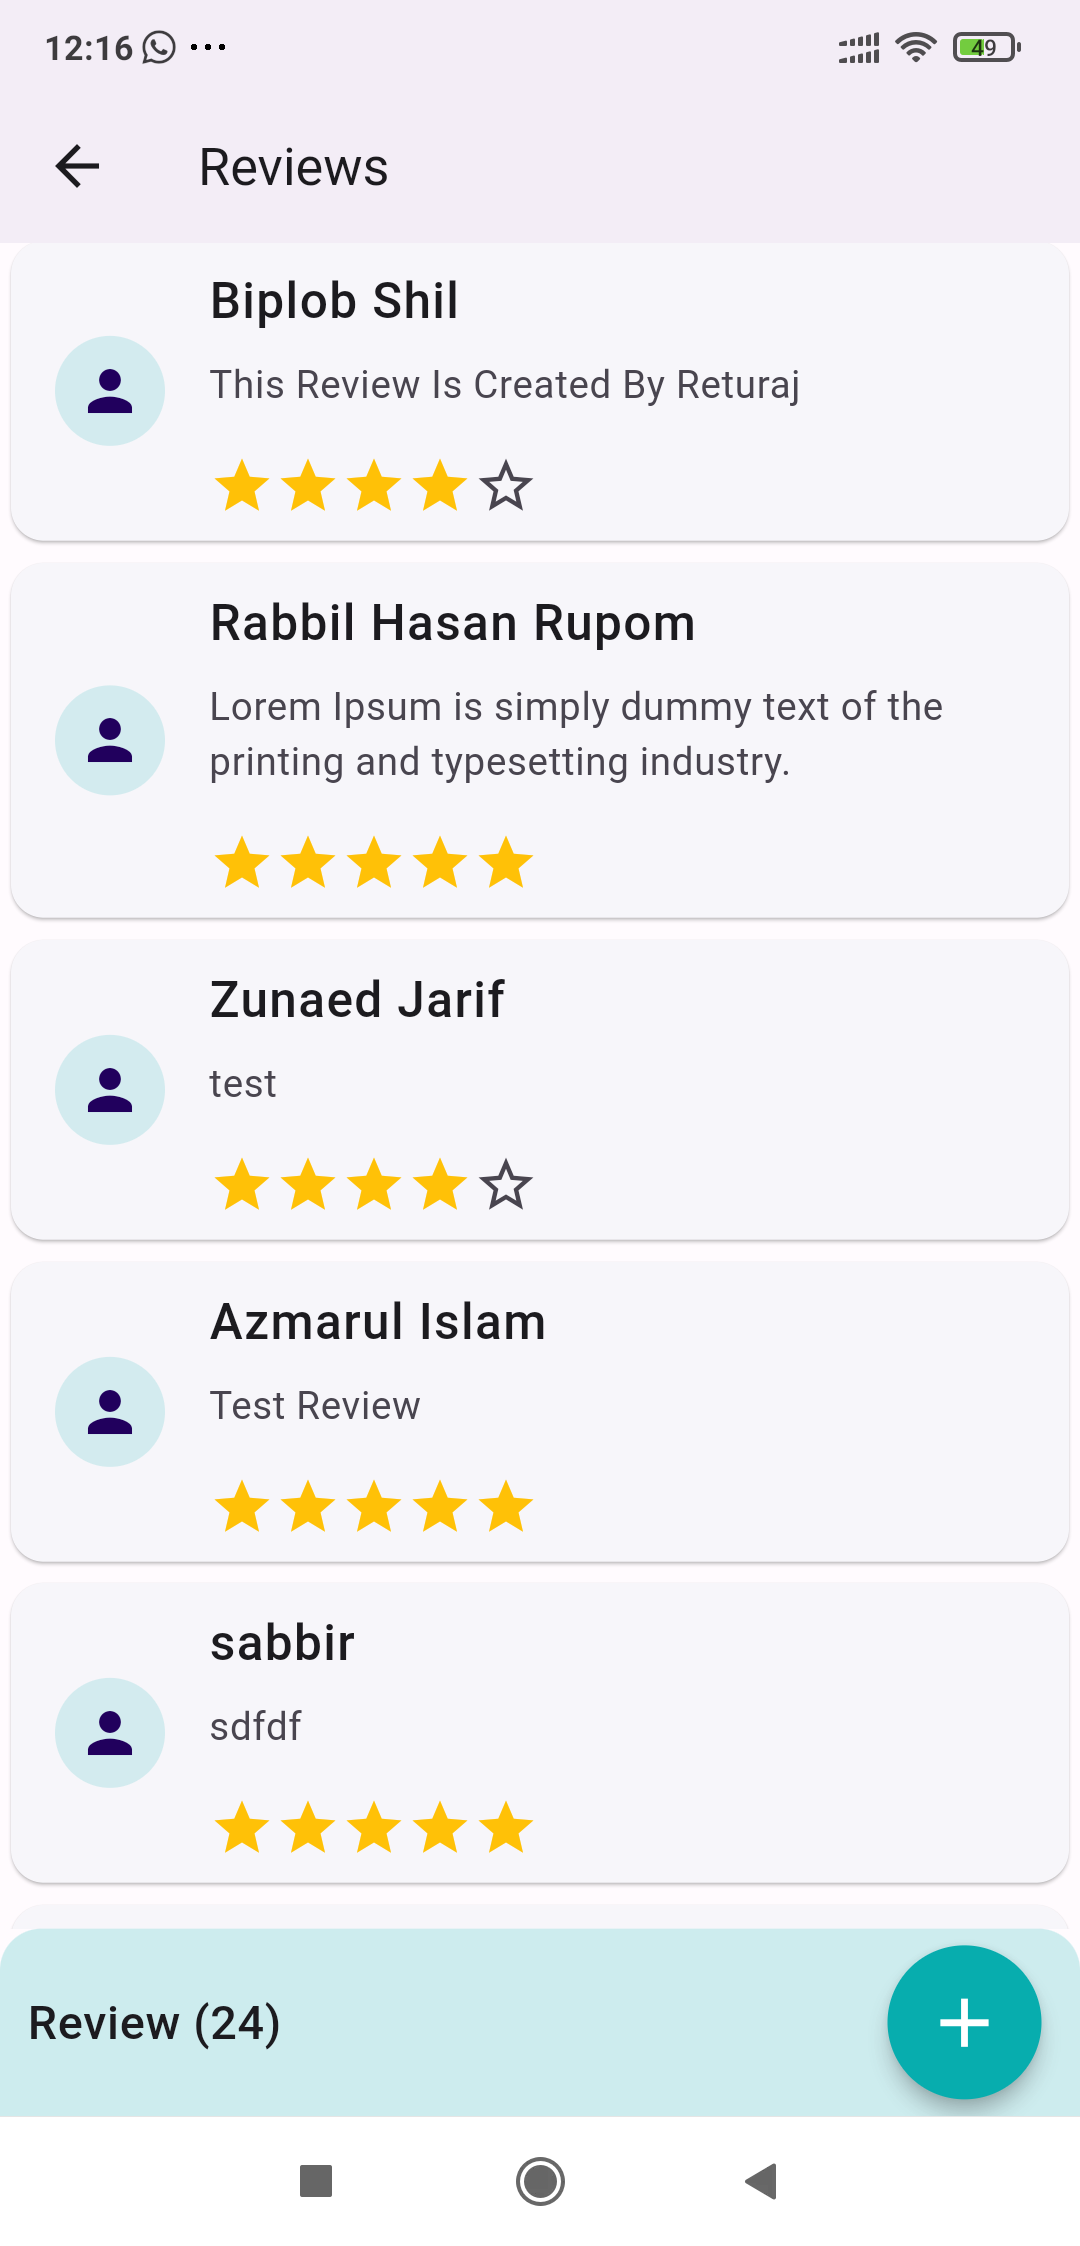 12:16
49
Reviews
Biplob Shil
This Review Is Created By Returaj
Rabbil Hasan Rupom
Lorem Ipsum is simply dummy text of the
printing and typesetting industry.
Zunaed Jarif
test
Azmarul Islam
Test Review
sabbir
sdfdf
Review (24)